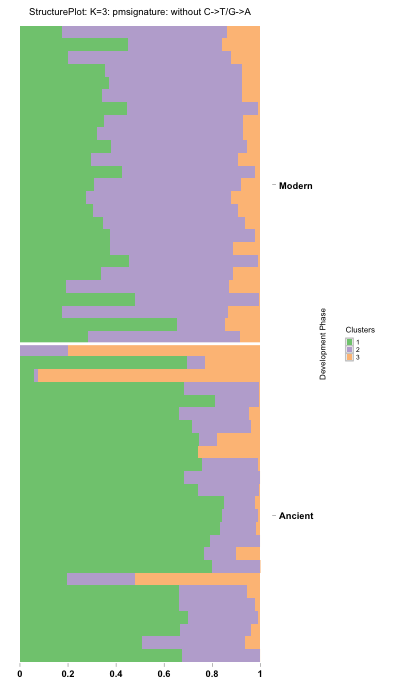 StructurePlot: K=3: pmsignature: without C->T/G->A
Modern
Development Phase
Clusters
1
2
3
Ancient
0 0.2 0.4 0.6 0.8 1